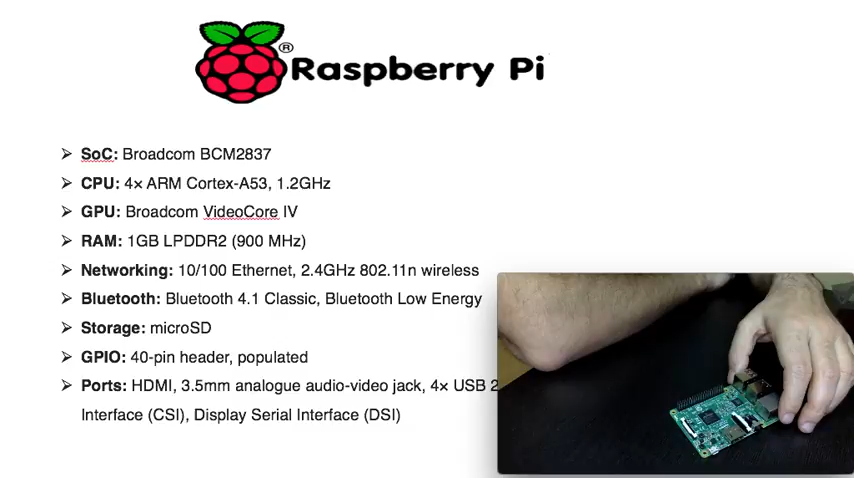 Raspberry Pi
®
SoC: Broadcom BCM2837
CPU: 4× ARM Cortex-A53, 1.2GHz
GPU: Broadcom VideoCore IV
RAM: 1GB LPDDR2 (900 MHz)
Networking: 10/100 Ethernet, 2.4GHz 802.11n wireless
Bluetooth: Bluetooth 4.1 Classic, Bluetooth Low Energy
Storage: microSD
GPIO: 40-pin header, populated
Ports: HDMI, 3.5mm analogue audio-video jack, 4× USB 2
Interface (CSI), Display Serial Interface (DSI)